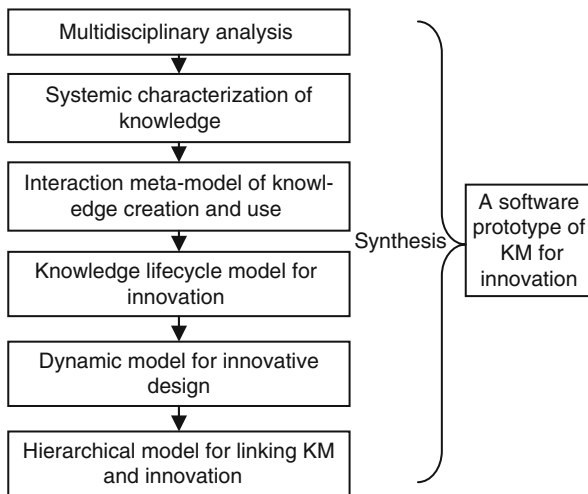 Multidisciplinary analysis
Systemic characterization of
knowledge
Interaction meta-model of knowl-
edge creation and use
Knowledge lifecycle model for
innovation
Dynamic model for innovative
design
Hierarchical model for linking KM
and innovation
Synthesis
A software
prototype of
KM for
innovation